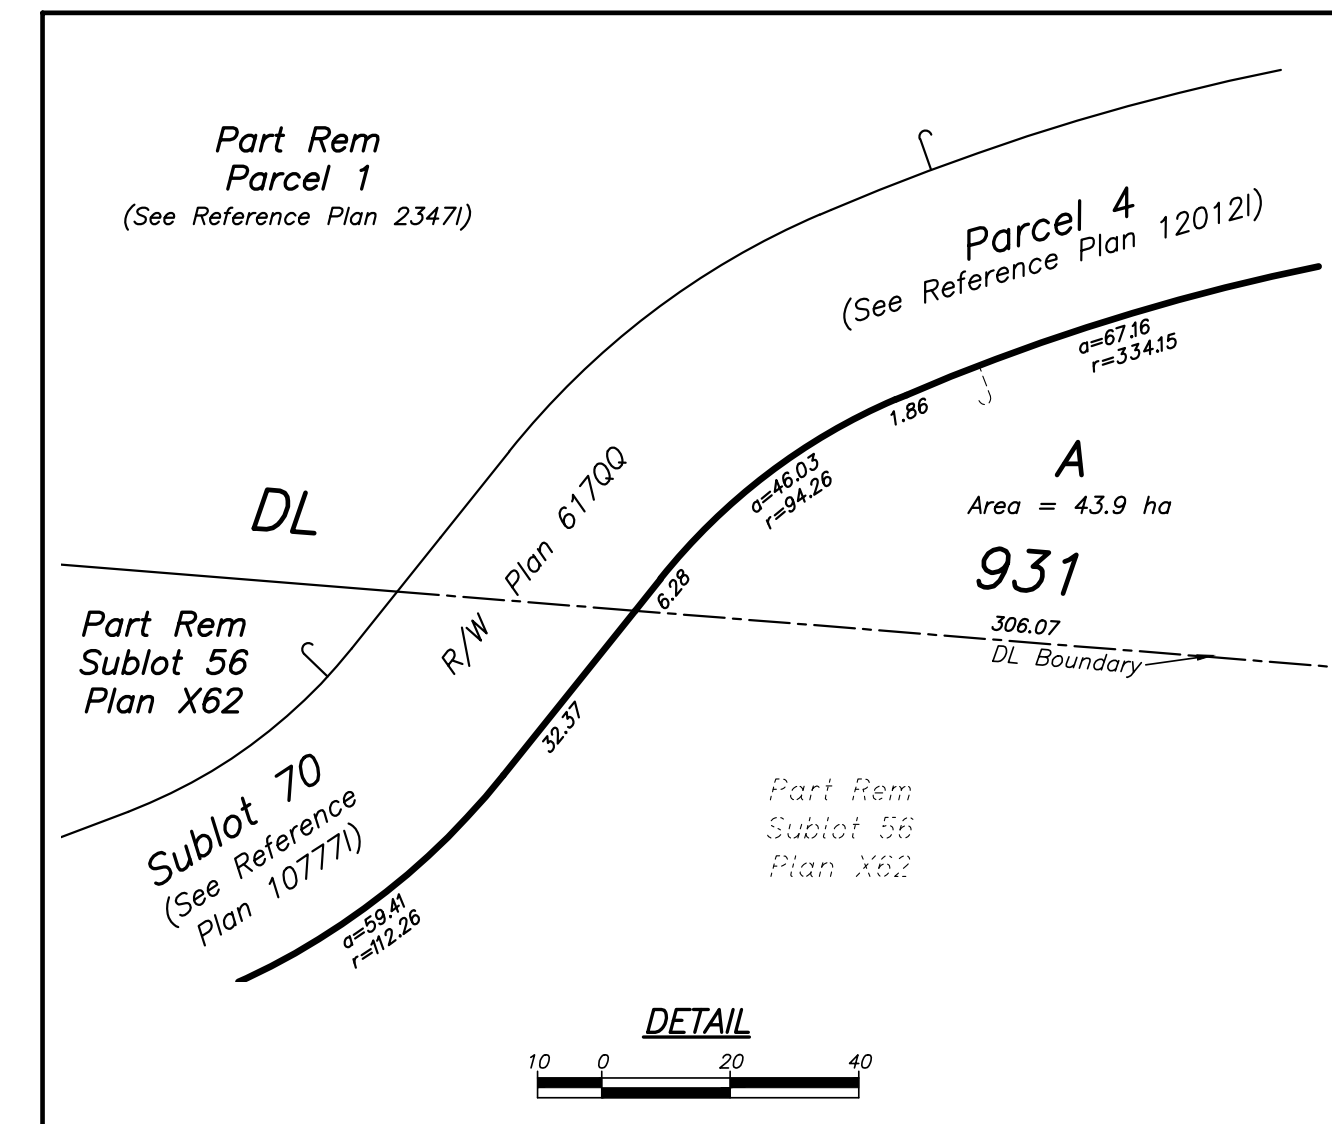 Part Rem
Parcel 1
(See Reference Plan 2347I)
Parcel 4
(See Reference Plan 12012I)
a=67.16
r=334.15
1.86
a=46.03
r=94.26
A
Area = 43.9 ha
DL
931
R/W Plan 617QQ
6.28
306.07
DL Boundary
Part Rem
Sublot 56
Plan X62
32.37
Sublot 70
(See Reference
Plan 10777I)
Part Rem
Sublot 56
Plan X62
a=59.41
r=112.26
DETAIL
10 0 20 40